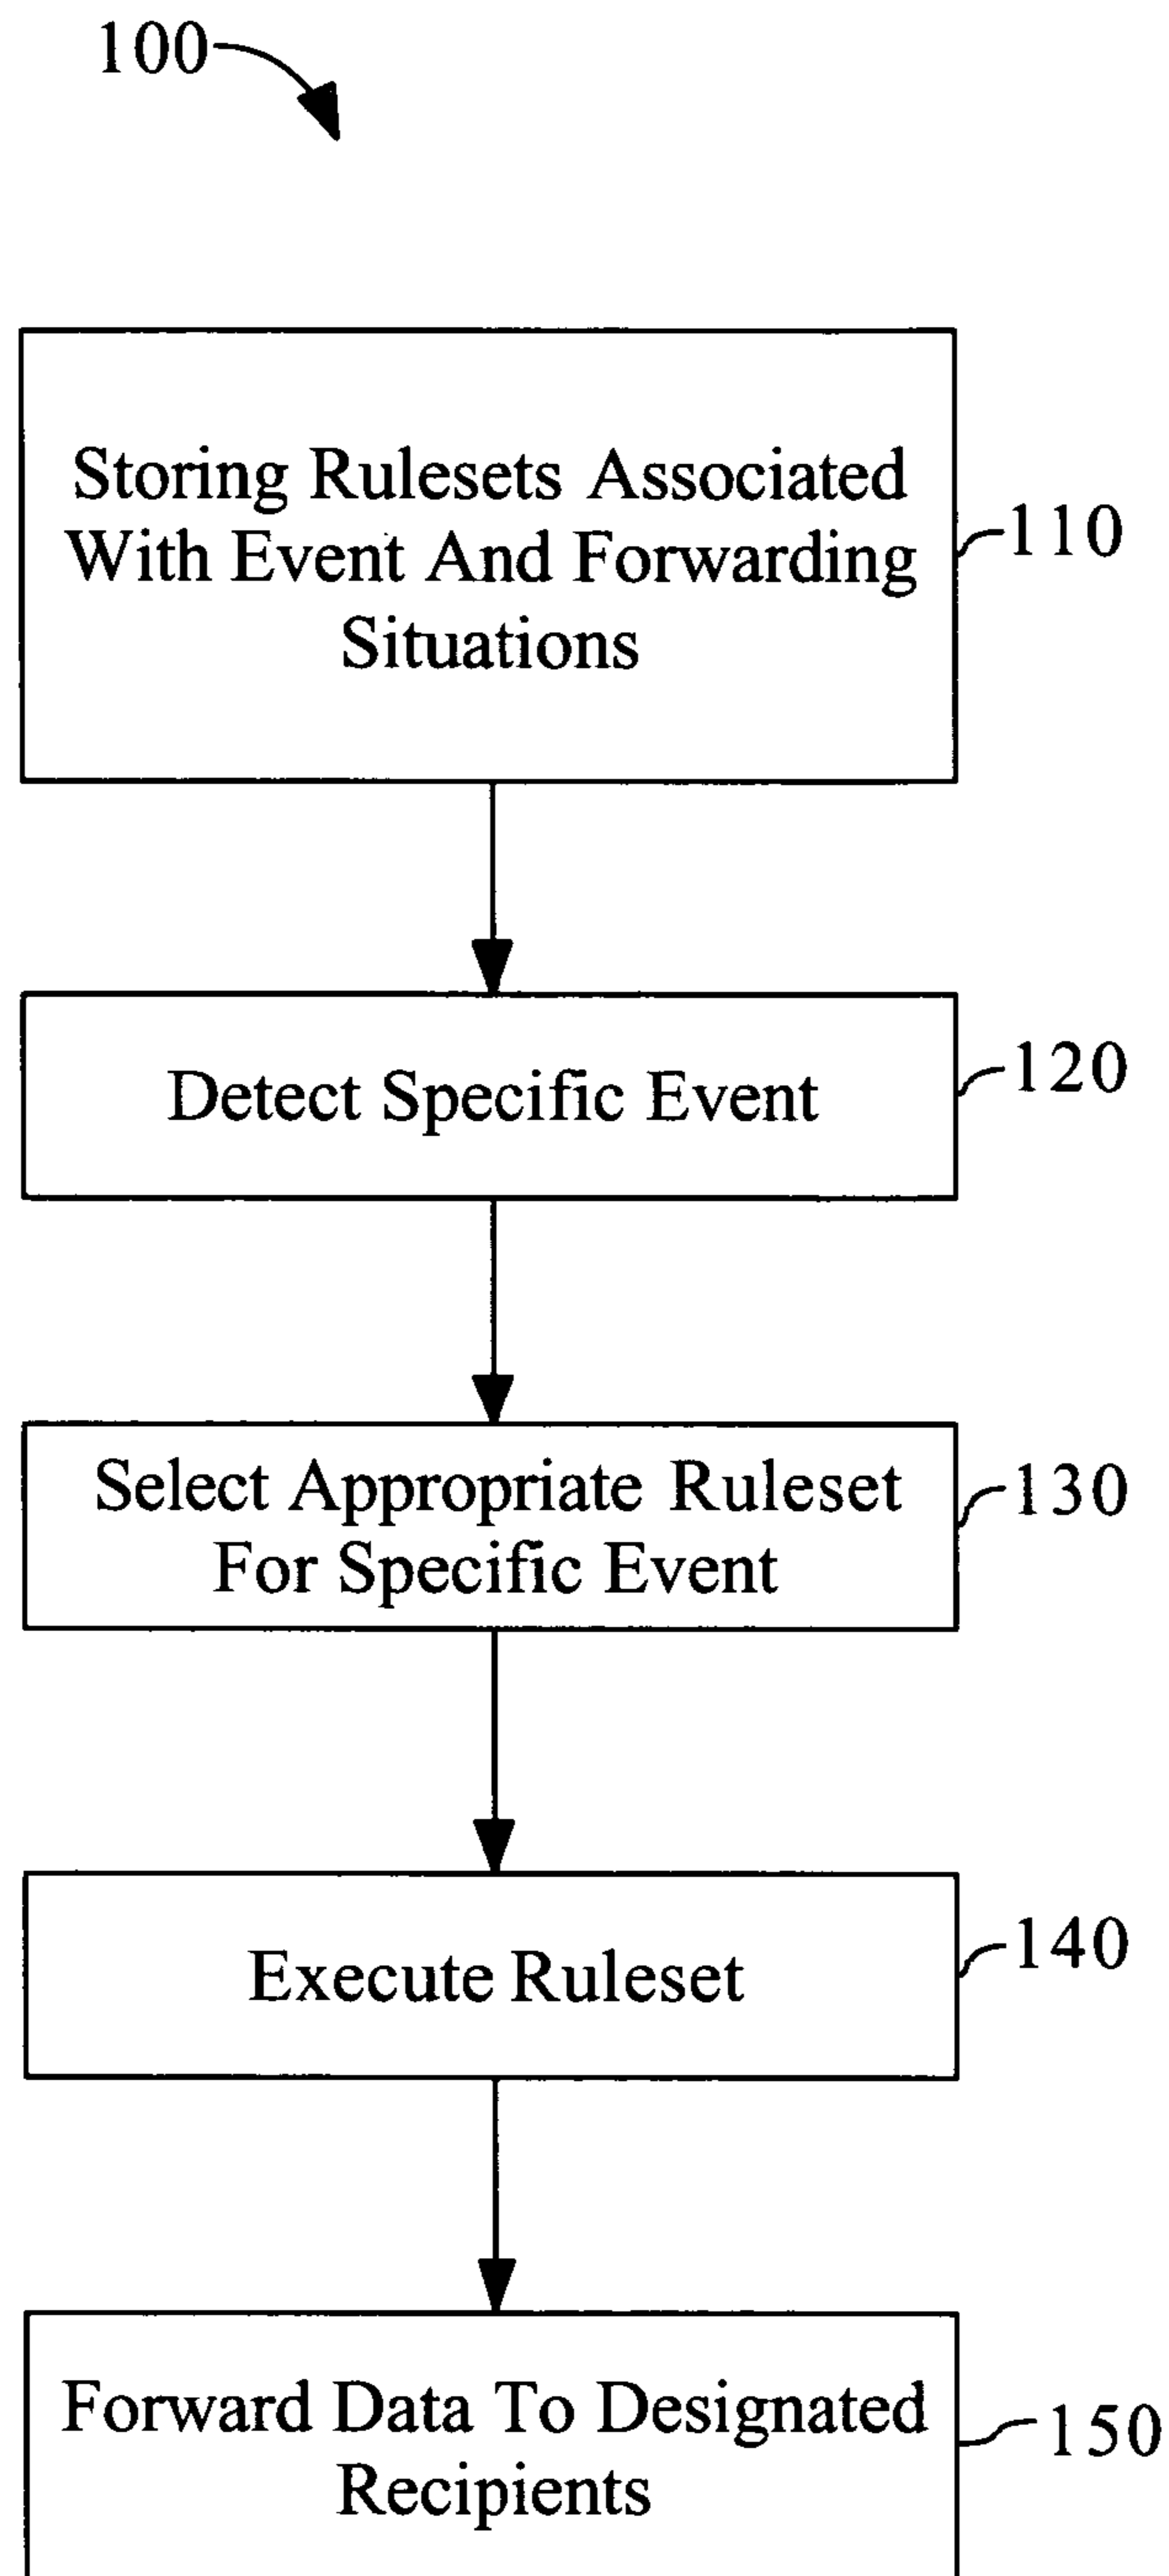 100
Storing Rulesets Associated
With Event And Forwarding
Situations
110
Detect Specific Event
120
Select Appropriate Ruleset
For Specific Event
130
Execute Ruleset
140
Forward Data To Designated
Recipients
150